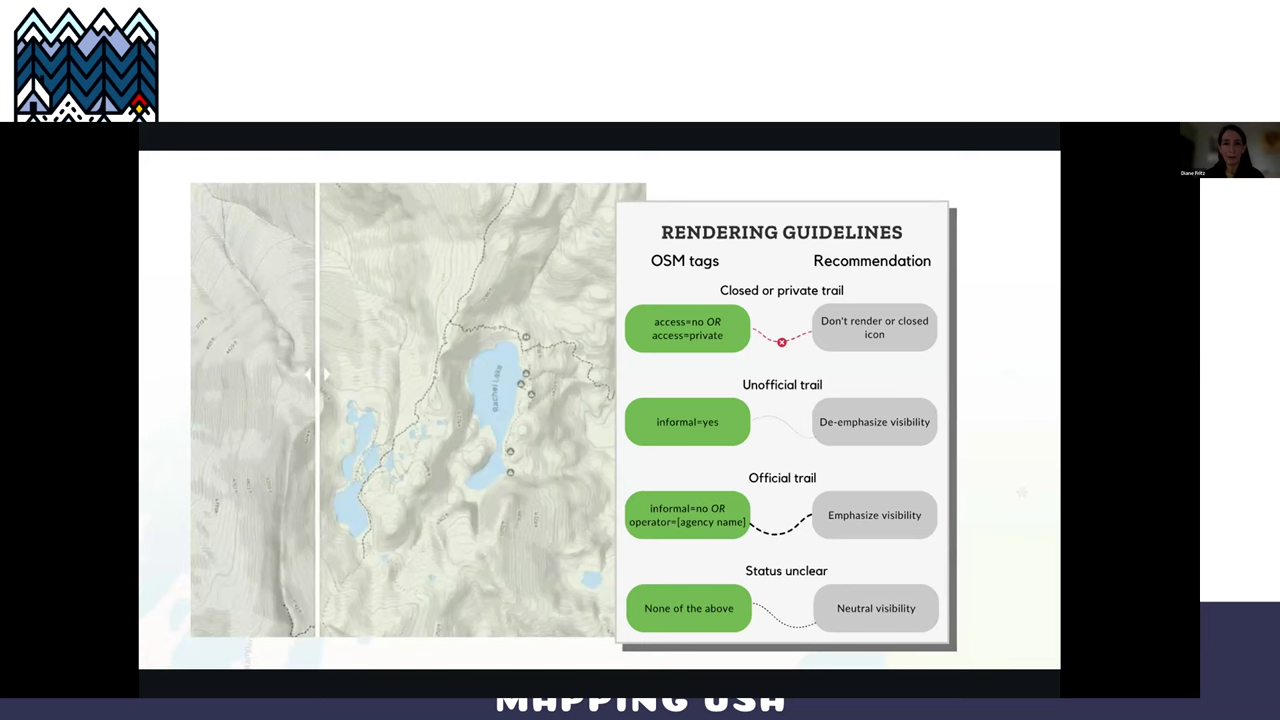 Diane Fritz
RENDERING GUIDELINES
OSM tags
Recommendation
Closed or private trail
access=no OR
access=private
Don't render or closed
icon
Unofficial trail
informal=yes
De-emphasize visibility
Official trail
informal=no OR
operator=[agency name]
Emphasize visibility
Status unclear
None of the above
Neutral visibility
Rachel Lake
MAPPING USA